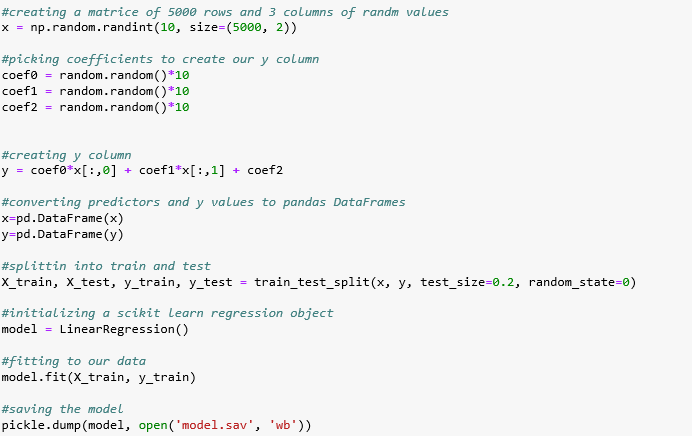 #creating a matrice of 5000 rows and 3 columns of randm values
x = np.random.randint(10, size=(5000, 2))
#picking coefficients to create our y column
coef0 = random.random()*10
coef1 = random.random()*10
coef2 = random.random()*10
#creating y column
y = coef0*x[:,0] + coef1*x[:,1] + coef2
#converting predictors and y values to pandas DataFrames
x=pd.DataFrame(x)
y=pd.DataFrame(y)
#splittin into train and test
X_train, X_test, y_train, y_test = train_test_split(x, y, test_size=0.2, random_state=0)
#initializing a scikit learn regression object
model = LinearRegression()
#fitting to our data
model.fit(X_train, y_train)
#saving the model
pickle.dump(model, open('model.sav', 'wb'))